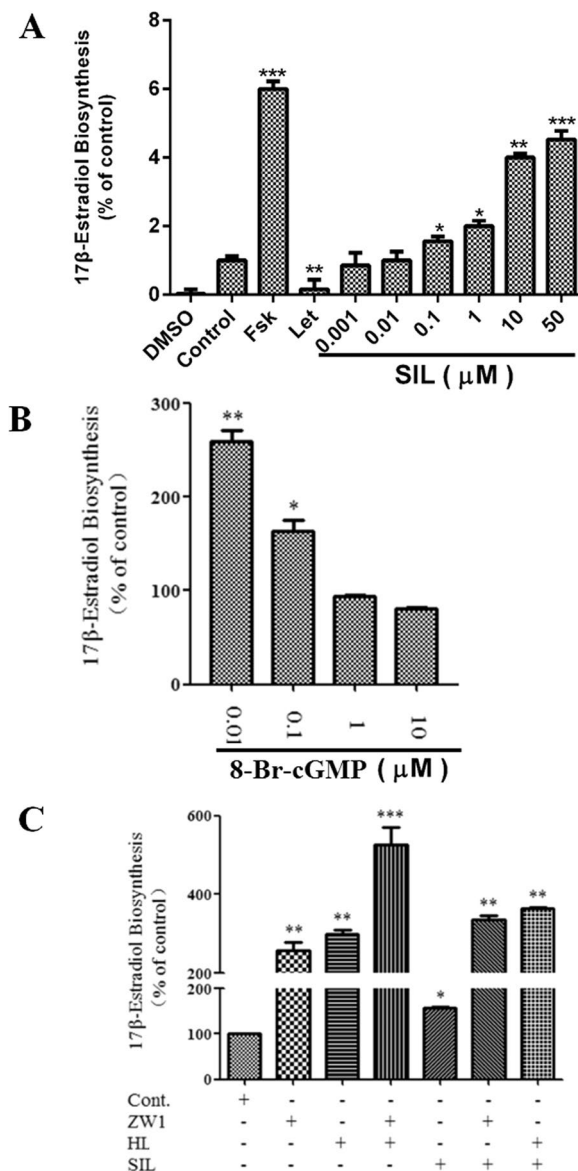 A
17β-Estradiol Biosynthesis
(% of control)
8
6
4
2
0
***
**
*
*
**
***
DMSO
Control
Fsk
Let
0.001
0.01
0.1
1
10
50
SIL ( μM )
B
17β-Estradiol Biosynthesis
(% of control)
300
200
100
0
**
*
0.01
0.1
1
10
8-Br-cGMP ( μM )
C
17β-Estradiol Biosynthesis
(% of control)
600
400
200
200
100
0
**
**
***
*
**
**
Cont. + - - - - - -
ZW1 - + - + - + -
HL - - + + - - +
SIL - - - - + + +